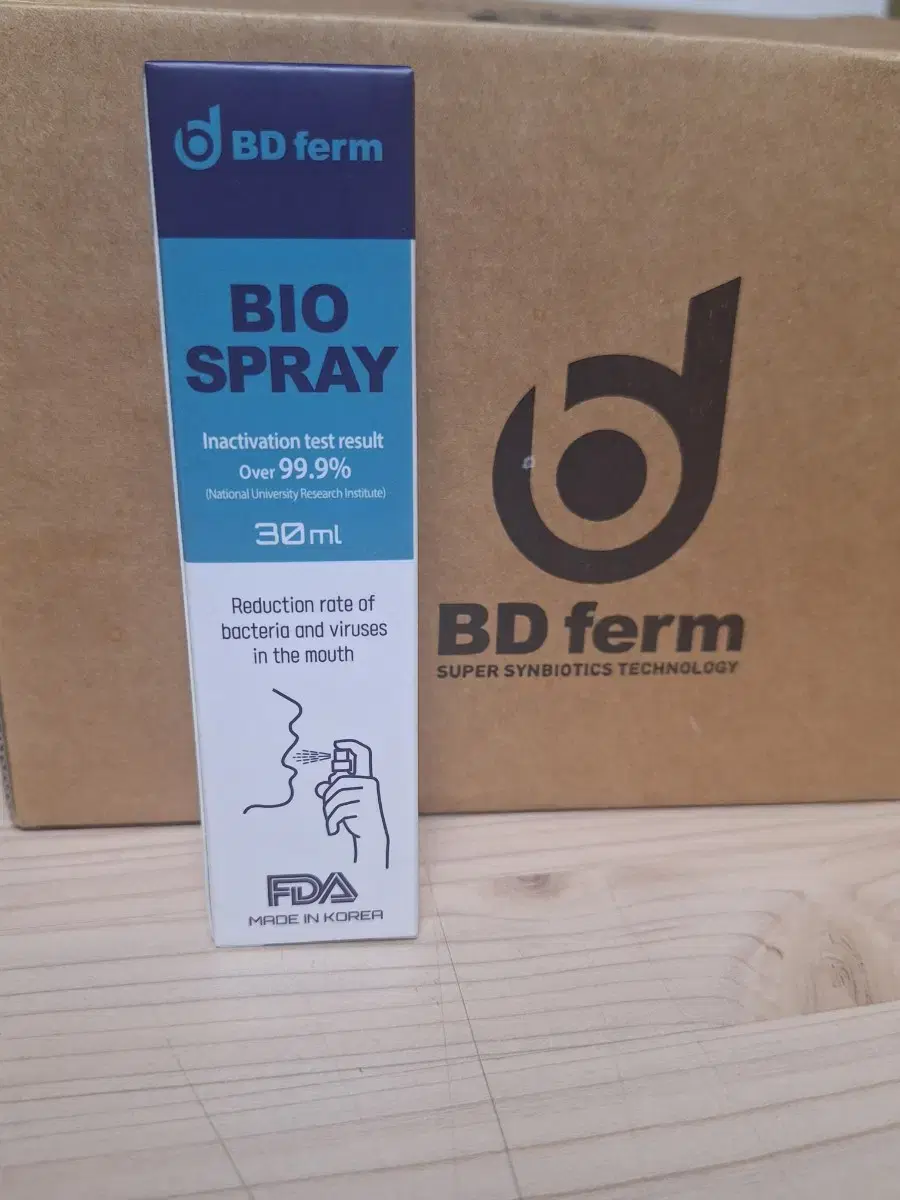 BD ferm
BIO
SPRAY
Inactivation test result
Over 99.9%
(National University Research Institute)
30ml
Reduction rate of
bacteria and viruses
in the mouth
FDA
MADE IN KOREA
BD ferm
SUPER SYNBIOTICS TECHNOLOGY